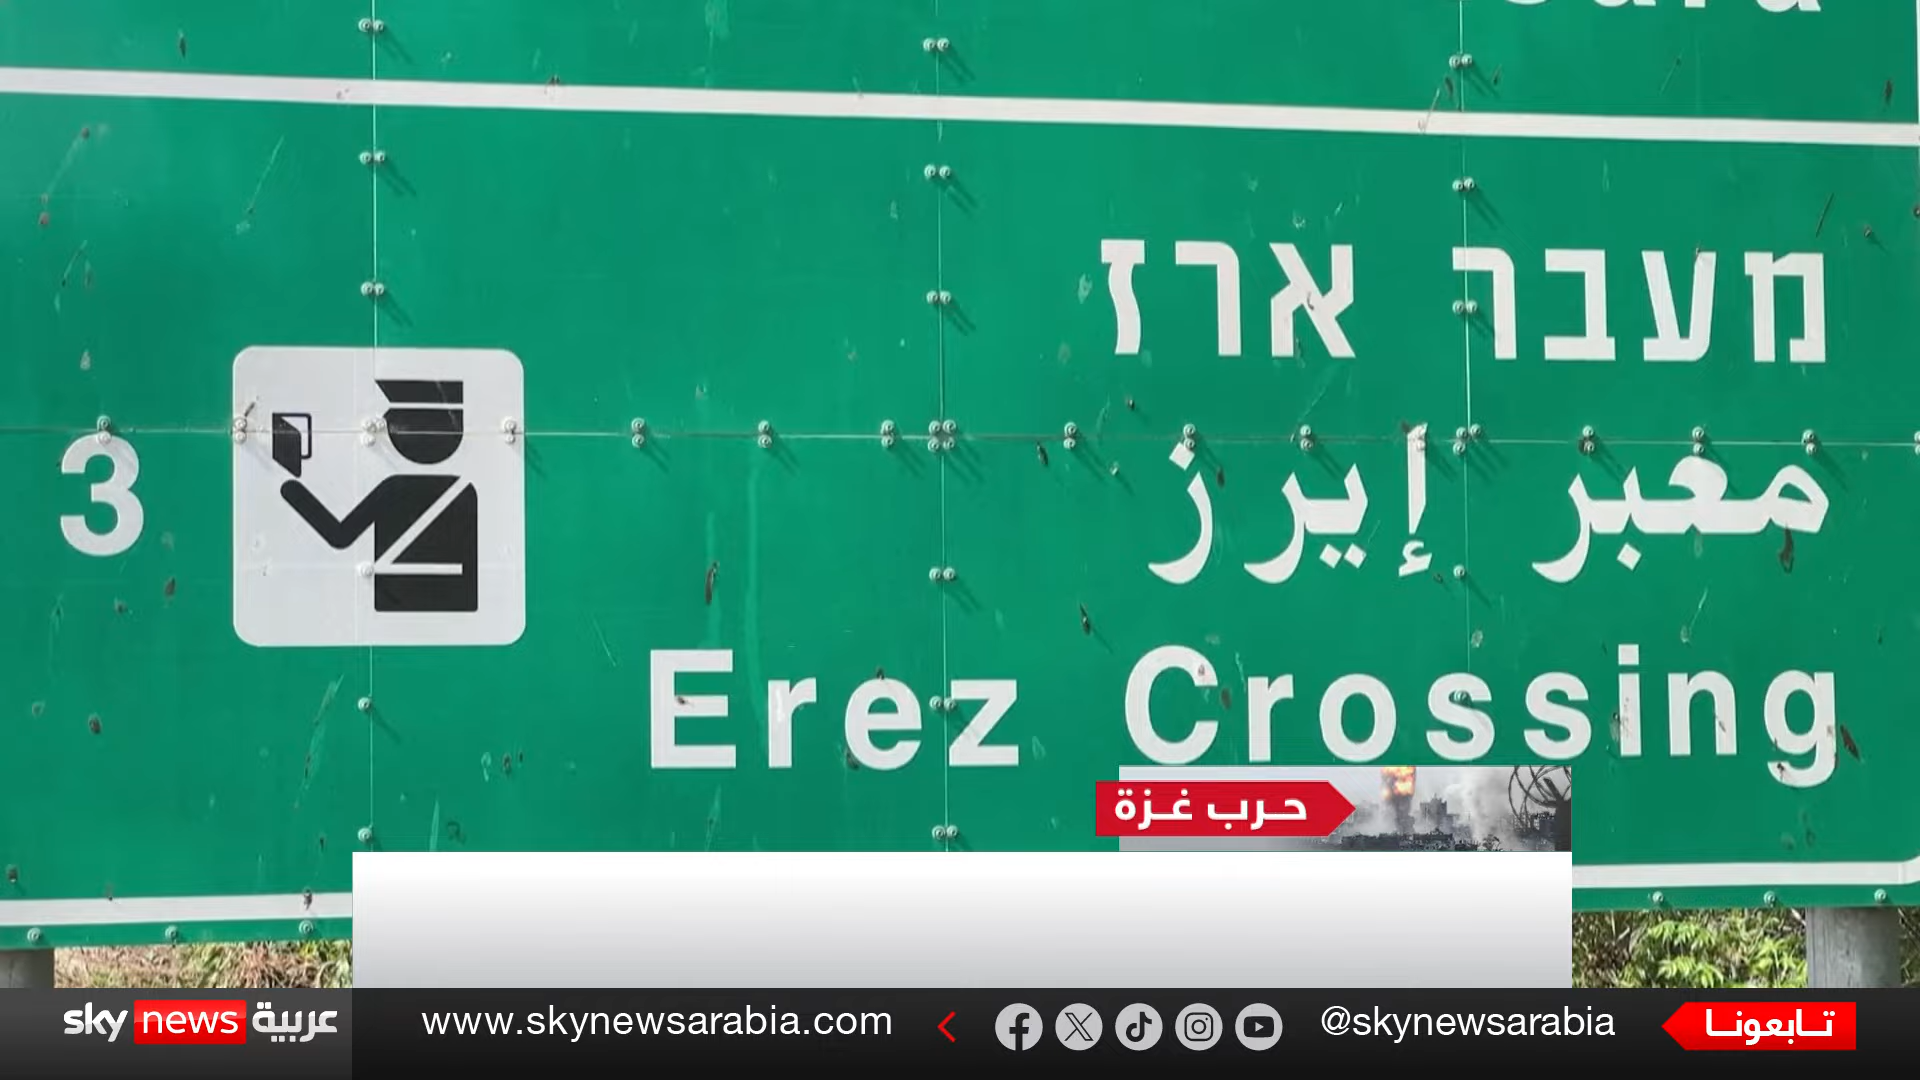 מעבר ארז
3
معبر إيرز
Erez Crossing
حرب غزة
sky news عربية
www.skynewsarabia.com
@skynewsarabia
تابعونا